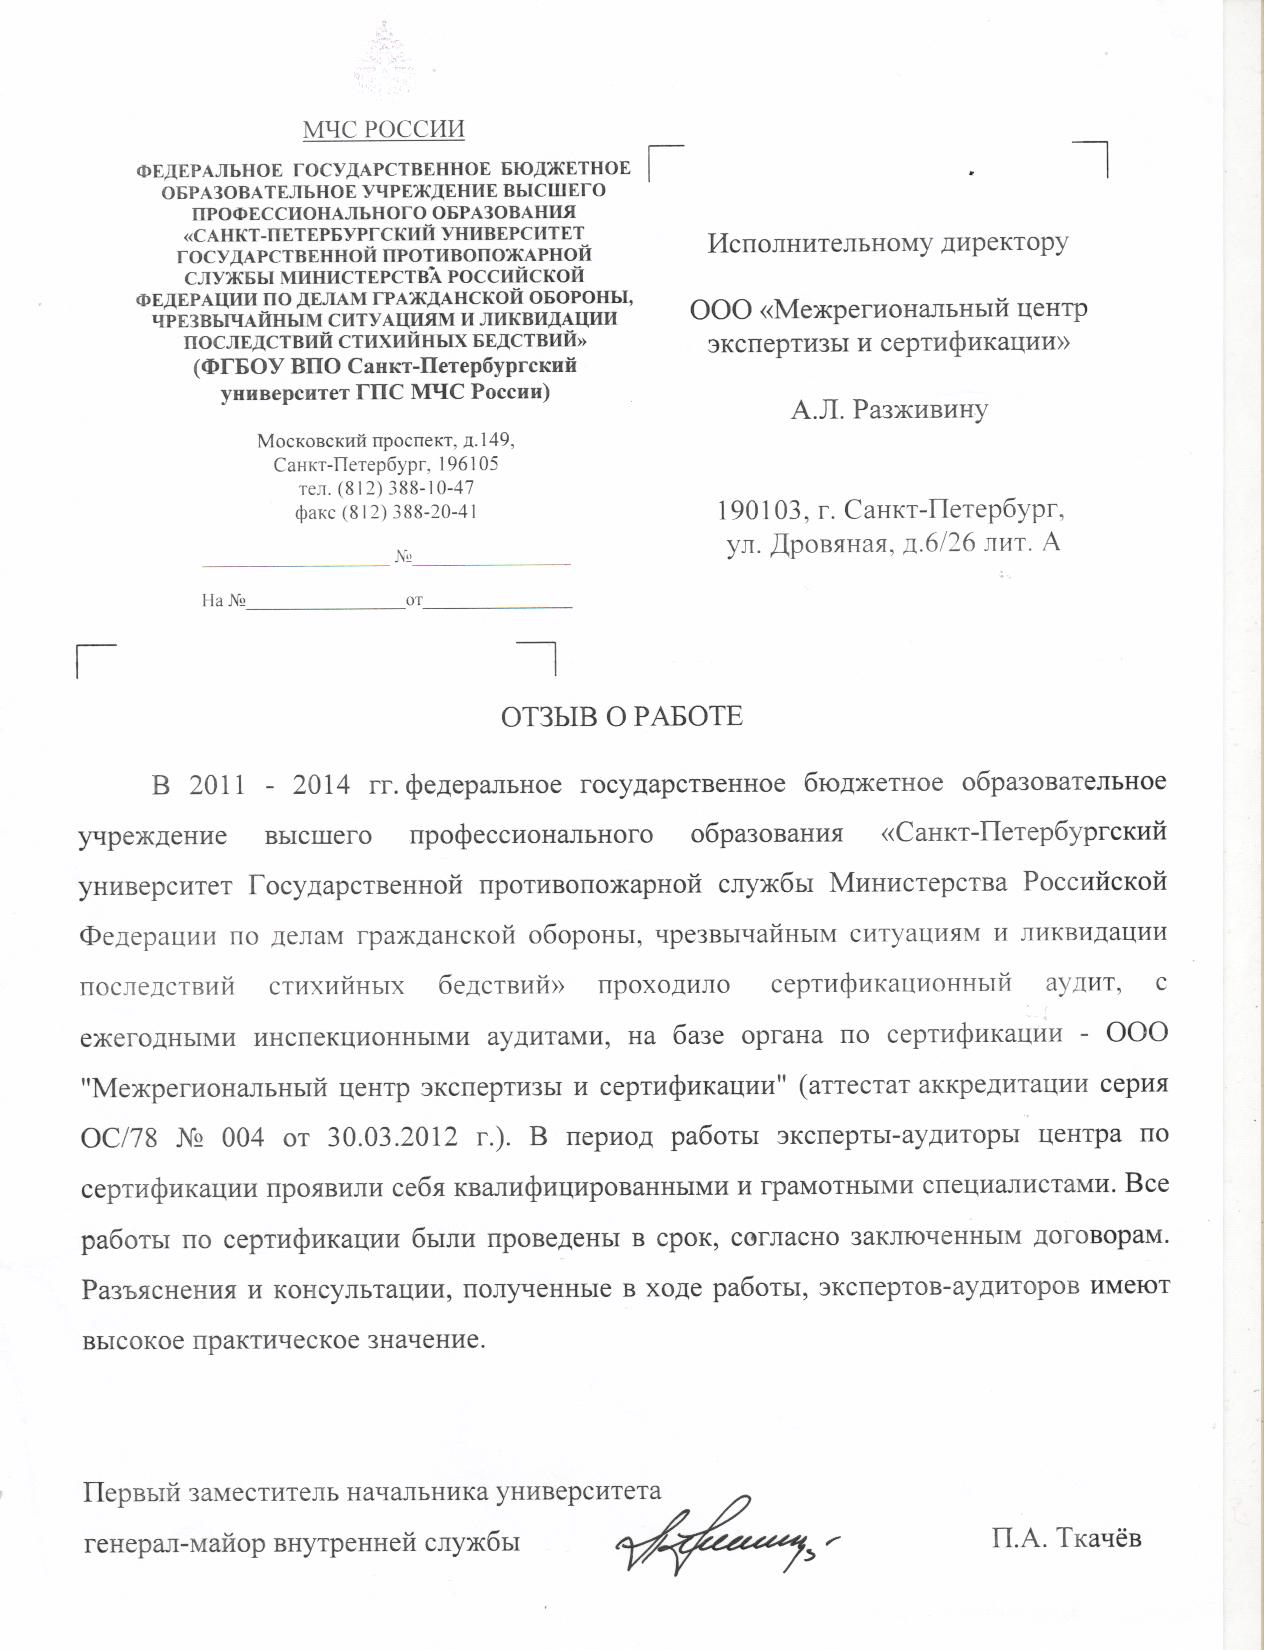 МЧС РОССИИ
ФЕДЕРАЛЬНОЕ ГОСУДАРСТВЕННОЕ БЮДЖЕТНОЕ
ОБРАЗОВАТЕЛЬНОЕ УЧРЕЖДЕНИЕ ВЫСШЕГО
ПРОФЕССИОНАЛЬНОГО ОБРАЗОВАНИЯ
«САНКТ-ПЕТЕРБУРГСКИЙ УНИВЕРСИТЕТ
ГОСУДАРСТВЕННОЙ ПРОТИВОПОЖАРНОЙ
СЛУЖБЫ МИНИСТЕРСТВА РОССИЙСКОЙ
ФЕДЕРАЦИИ ПО ДЕЛАМ ГРАЖДАНСКОЙ ОБОРОНЫ,
ЧРЕЗВЫЧАЙНЫМ СИТУАЦИЯМ И ЛИКВИДАЦИИ
ПОСЛЕДСТВИЙ СТИХИЙНЫХ БЕДСТВИЙ»
(ФГБОУ ВПО Санкт-Петербургский
университет ГПС МЧС России)
Московский проспект, д.149,
Санкт-Петербург, 196105
тел. (812) 388-10-47
факс (812) 388-20-41
____________________ №_________________
На №_________________от________________
Исполнительному директору
ООО «Межрегиональный центр
экспертизы и сертификации»
А.Л. Разживину
190103, г. Санкт-Петербург,
ул. Дровяная, д.6/26 лит. А
ОТЗЫВ О РАБОТЕ
В 2011 - 2014 гг. федеральное государственное бюджетное образовательное
учреждение высшего профессионального образования «Санкт-Петербургский
университет Государственной противопожарной службы Министерства Российской
Федерации по делам гражданской обороны, чрезвычайным ситуациям и ликвидации
последствий стихийных бедствий» проходило сертификационный аудит, с
ежегодными инспекционными аудитами, на базе органа по сертификации - ООО
"Межрегиональный центр экспертизы и сертификации" (аттестат аккредитации серия
ОС/78 № 004 от 30.03.2012 г.). В период работы эксперты-аудиторы центра по
сертификации проявили себя квалифицированными и грамотными специалистами. Все
работы по сертификации были проведены в срок, согласно заключенным договорам.
Разъяснения и консультации, полученные в ходе работы, экспертов-аудиторов имеют
высокое практическое значение.
Первый заместитель начальника университета
генерал-майор внутренней службы
П.А. Ткачёв